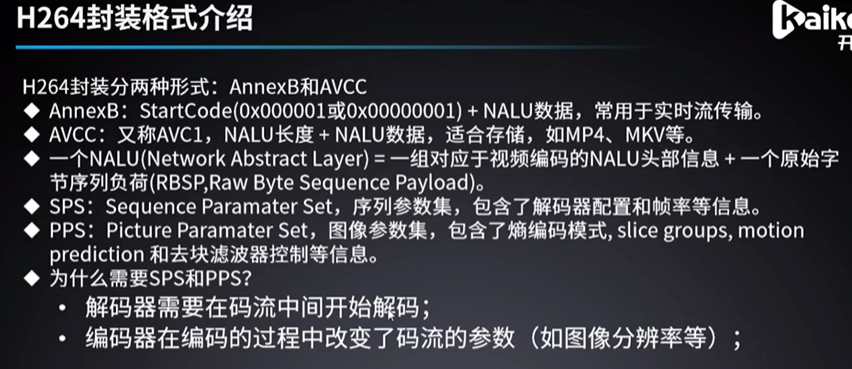 H264封装格式介绍
H264封装分两种形式：AnnexB和AVCC
◆ AnnexB：StartCode(0x000001或0x00000001) + NALU数据，常用于实时流传输。
◆ AVCC：又称AVC1，NALU长度 + NALU数据，适合存储，如MP4、MKV等。
◆ 一个NALU(Network Abstract Layer) = 一组对应于视频编码的NALU头部信息 + 一个原始字
节序列负荷(RBSP,Raw Byte Sequence Payload)。
◆ SPS：Sequence Paramater Set，序列参数集，包含了解码器配置和帧率等信息。
◆ PPS：Picture Paramater Set，图像参数集，包含了熵编码模式, slice groups, motion
prediction 和去块滤波器控制等信息。
◆ 为什么需要SPS和PPS？
• 解码器需要在码流中间开始解码；
• 编码器在编码的过程中改变了码流的参数（如图像分辨率等）；